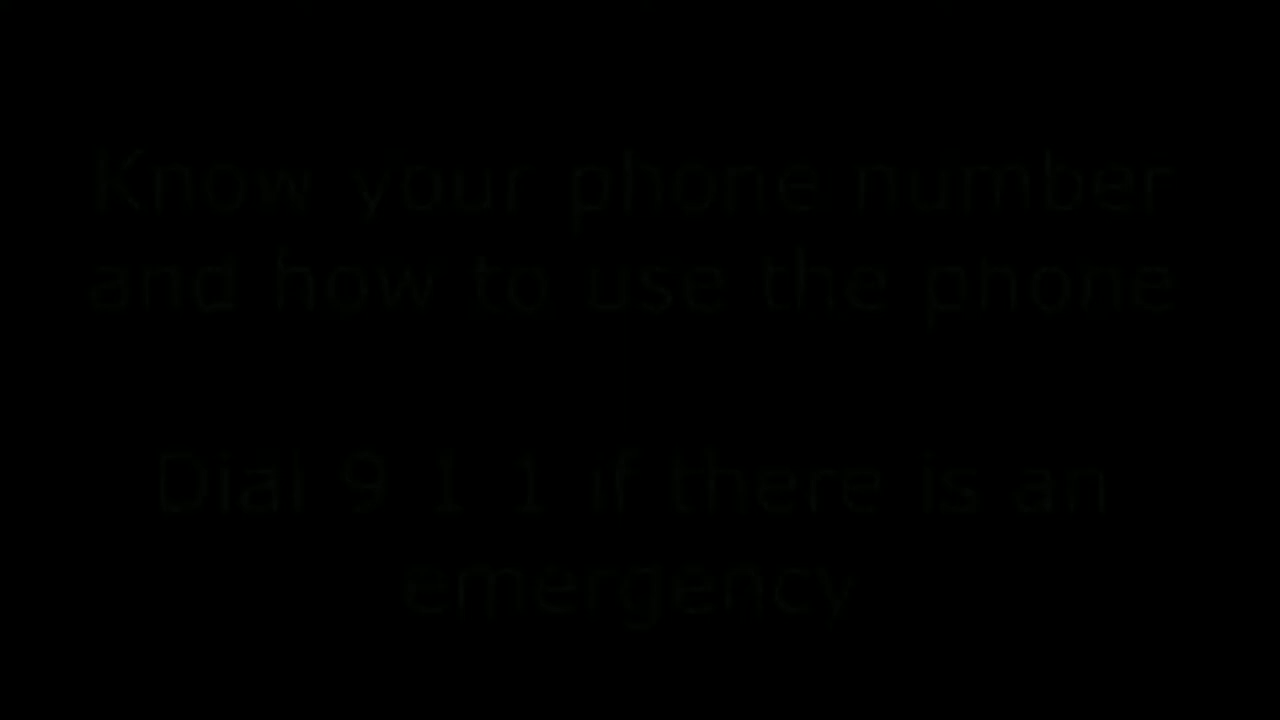 Know your phone number
and how to use the phone
Dial 9 1 1 if there is an
emergency